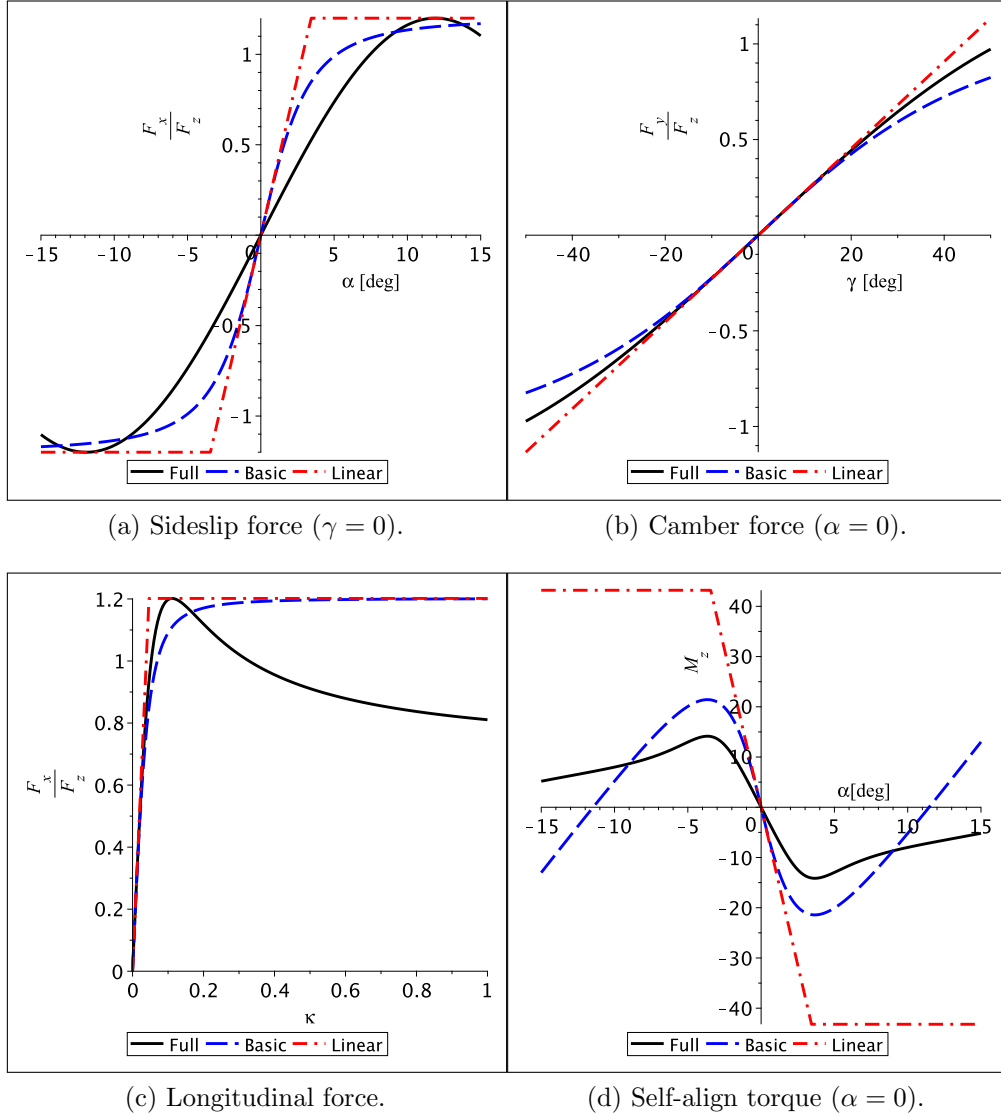 1
F_x
F_z
0.5
-15 -10 -5 0 5 10 15
α [deg]
-0.5
-1
Full Basic Linear
(a) Sideslip force (γ = 0).
1
F_y
F_z
0.5
-40 -20 0 20 40
γ [deg]
-0.5
-1
Full Basic Linear
(b) Camber force (α = 0).
1.2
1
0.8
F_x
F_z
0.6
0.4
0.2
0
0 0.2 0.4 0.6 0.8 1
κ
Full Basic Linear
(c) Longitudinal force.
40
30
M_z
20
10
α[deg]
-15 -10 -5 0 5 10 15
-10
-20
-30
-40
Full Basic Linear
(d) Self-align torque (α = 0).